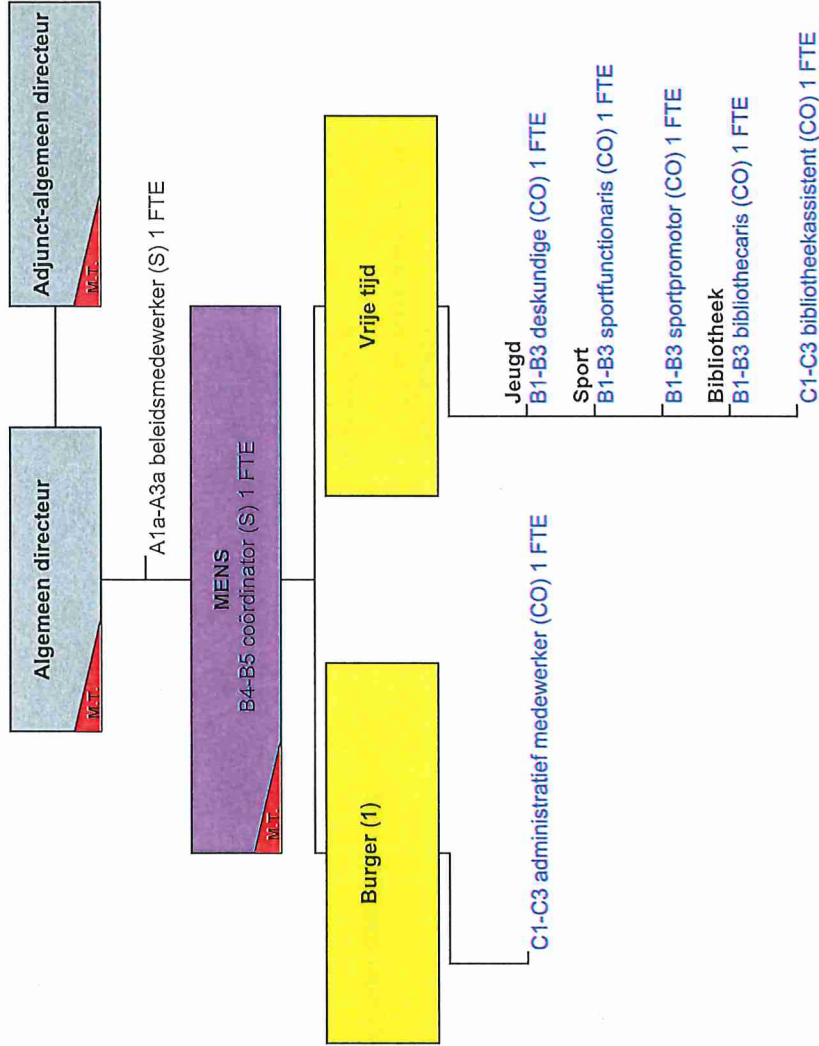 Algemeen directeur
M.T.
Adjunct-algemeen directeur
M.T.
A1a-A3a beleidsmedewerker (S) 1 FTE
MENS
B4-B5 coördinator (S) 1 FTE
M.T.
Burger (1)
C1-C3 administratief medewerker (CO) 1 FTE
Vrije tijd
Jeugd
B1-B3 deskundige (CO) 1 FTE
Sport
B1-B3 sportfunctionaris (CO) 1 FTE
B1-B3 sportpromotor (CO) 1 FTE
Bibliotheek
B1-B3 bibliothecaris (CO) 1 FTE
C1-C3 bibliotheekassistent (CO) 1 FTE